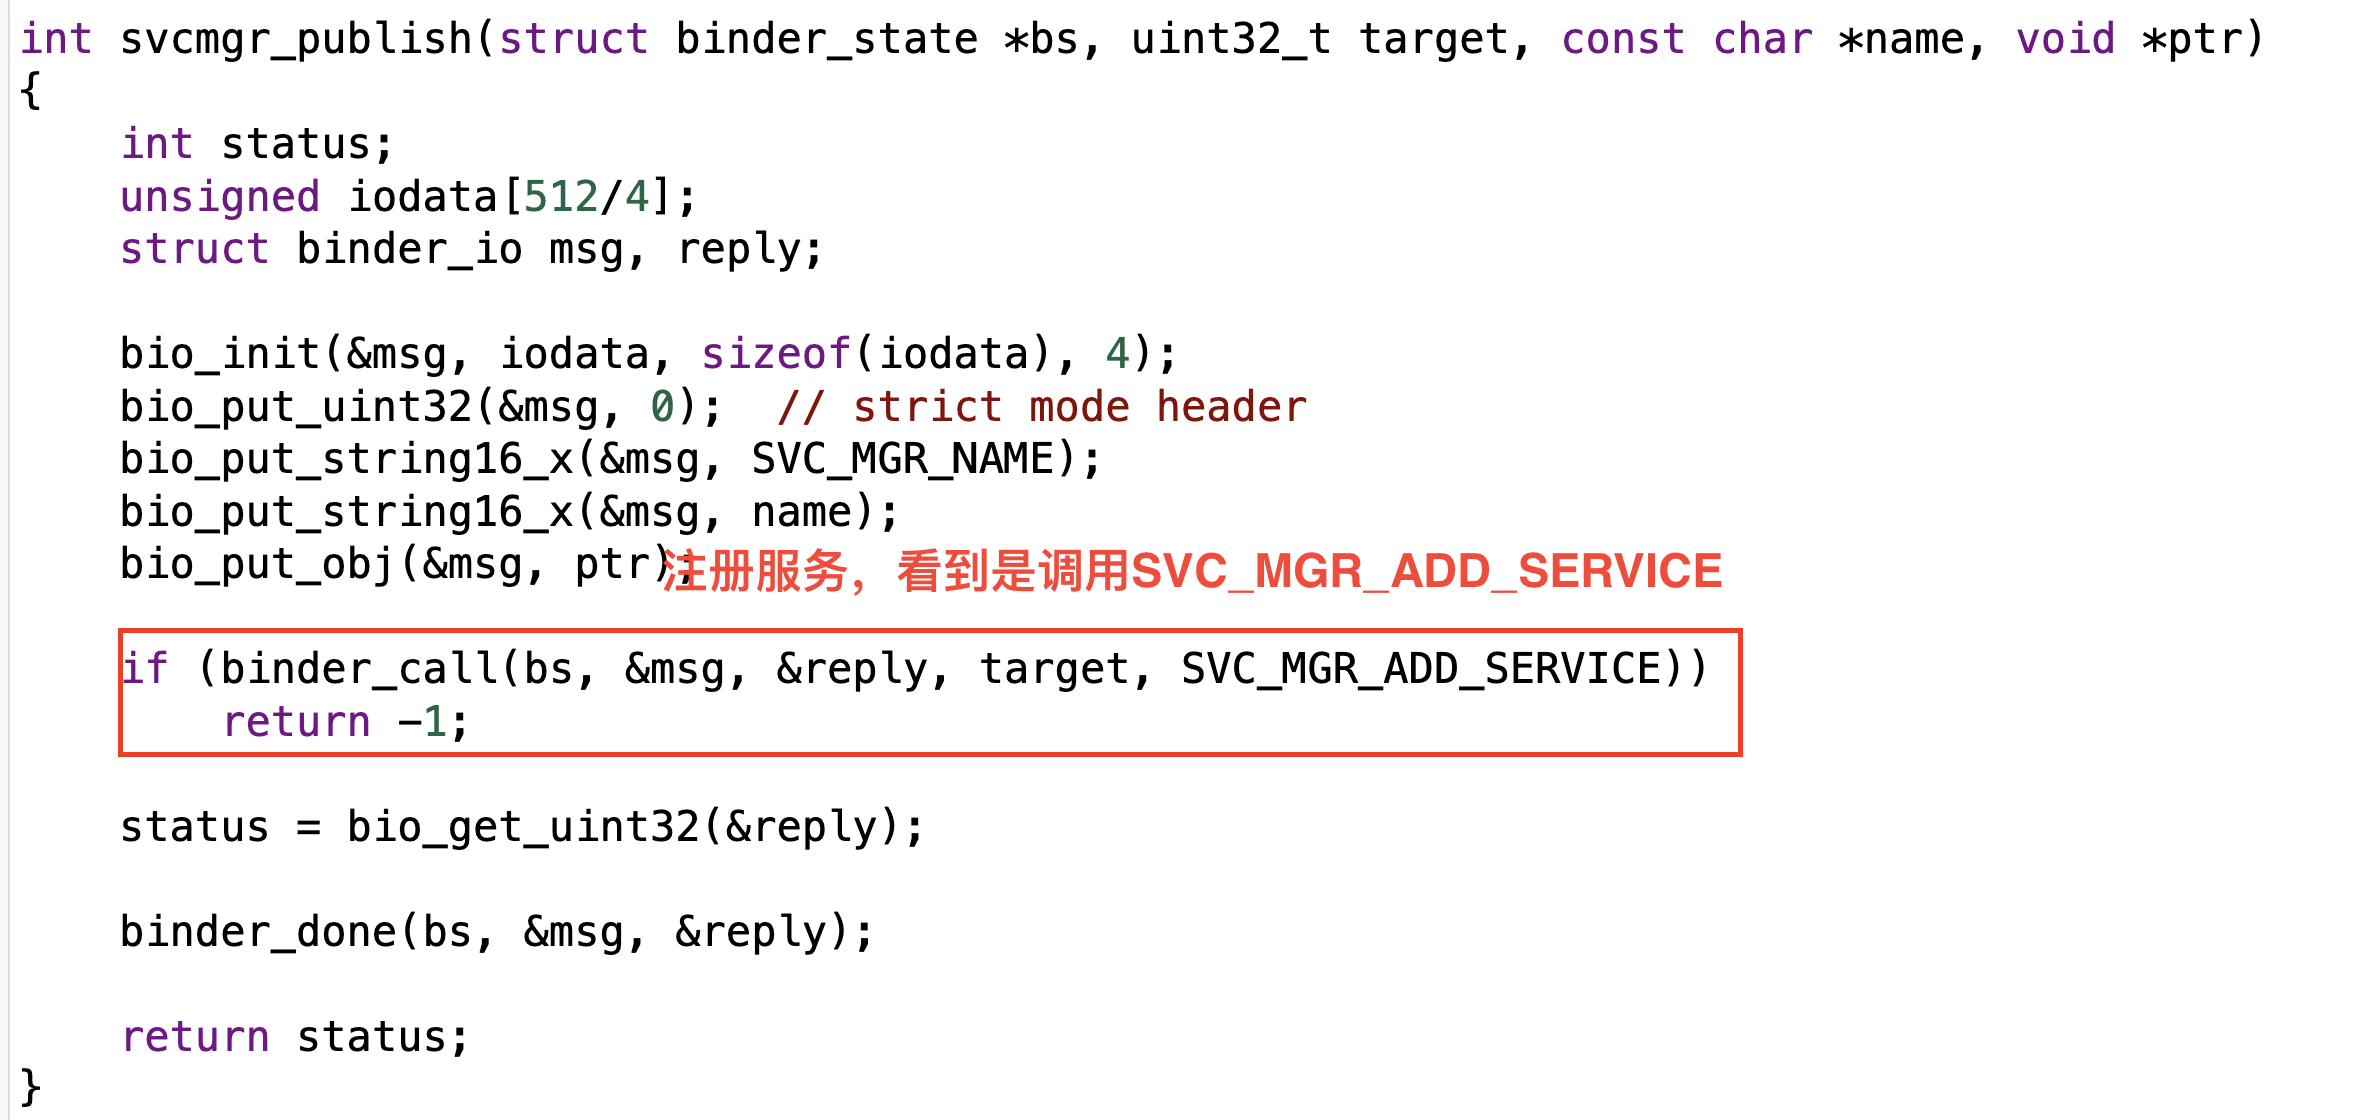 int svcmgr_publish(struct binder_state *bs, uint32_t target, const char *name, void *ptr)
{
    int status;
    unsigned iodata[512/4];
    struct binder_io msg, reply;

    bio_init(&msg, iodata, sizeof(iodata), 4);
    bio_put_uint32(&msg, 0);  // strict mode header
    bio_put_string16_x(&msg, SVC_MGR_NAME);
    bio_put_string16_x(&msg, name);
    bio_put_obj(&msg, ptr);
注册服务，看到是调用SVC_MGR_ADD_SERVICE

    if (binder_call(bs, &msg, &reply, target, SVC_MGR_ADD_SERVICE))
        return -1;

    status = bio_get_uint32(&reply);

    binder_done(bs, &msg, &reply);

    return status;
}